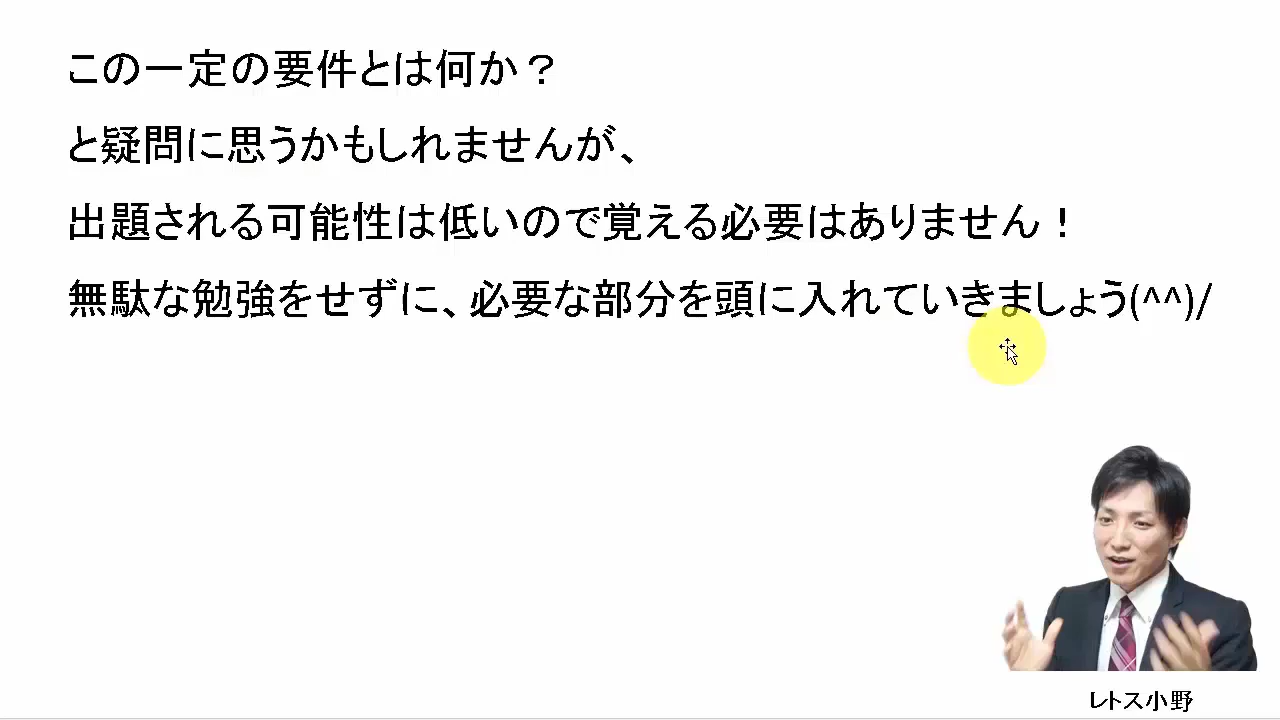 この一定の要件とは何か？
と疑問に思うかもしれませんが、
出題される可能性は低いので覚える必要はありません！
無駄な勉強をせずに、必要な部分を頭に入れていきましょう(^^)/
レトス小野